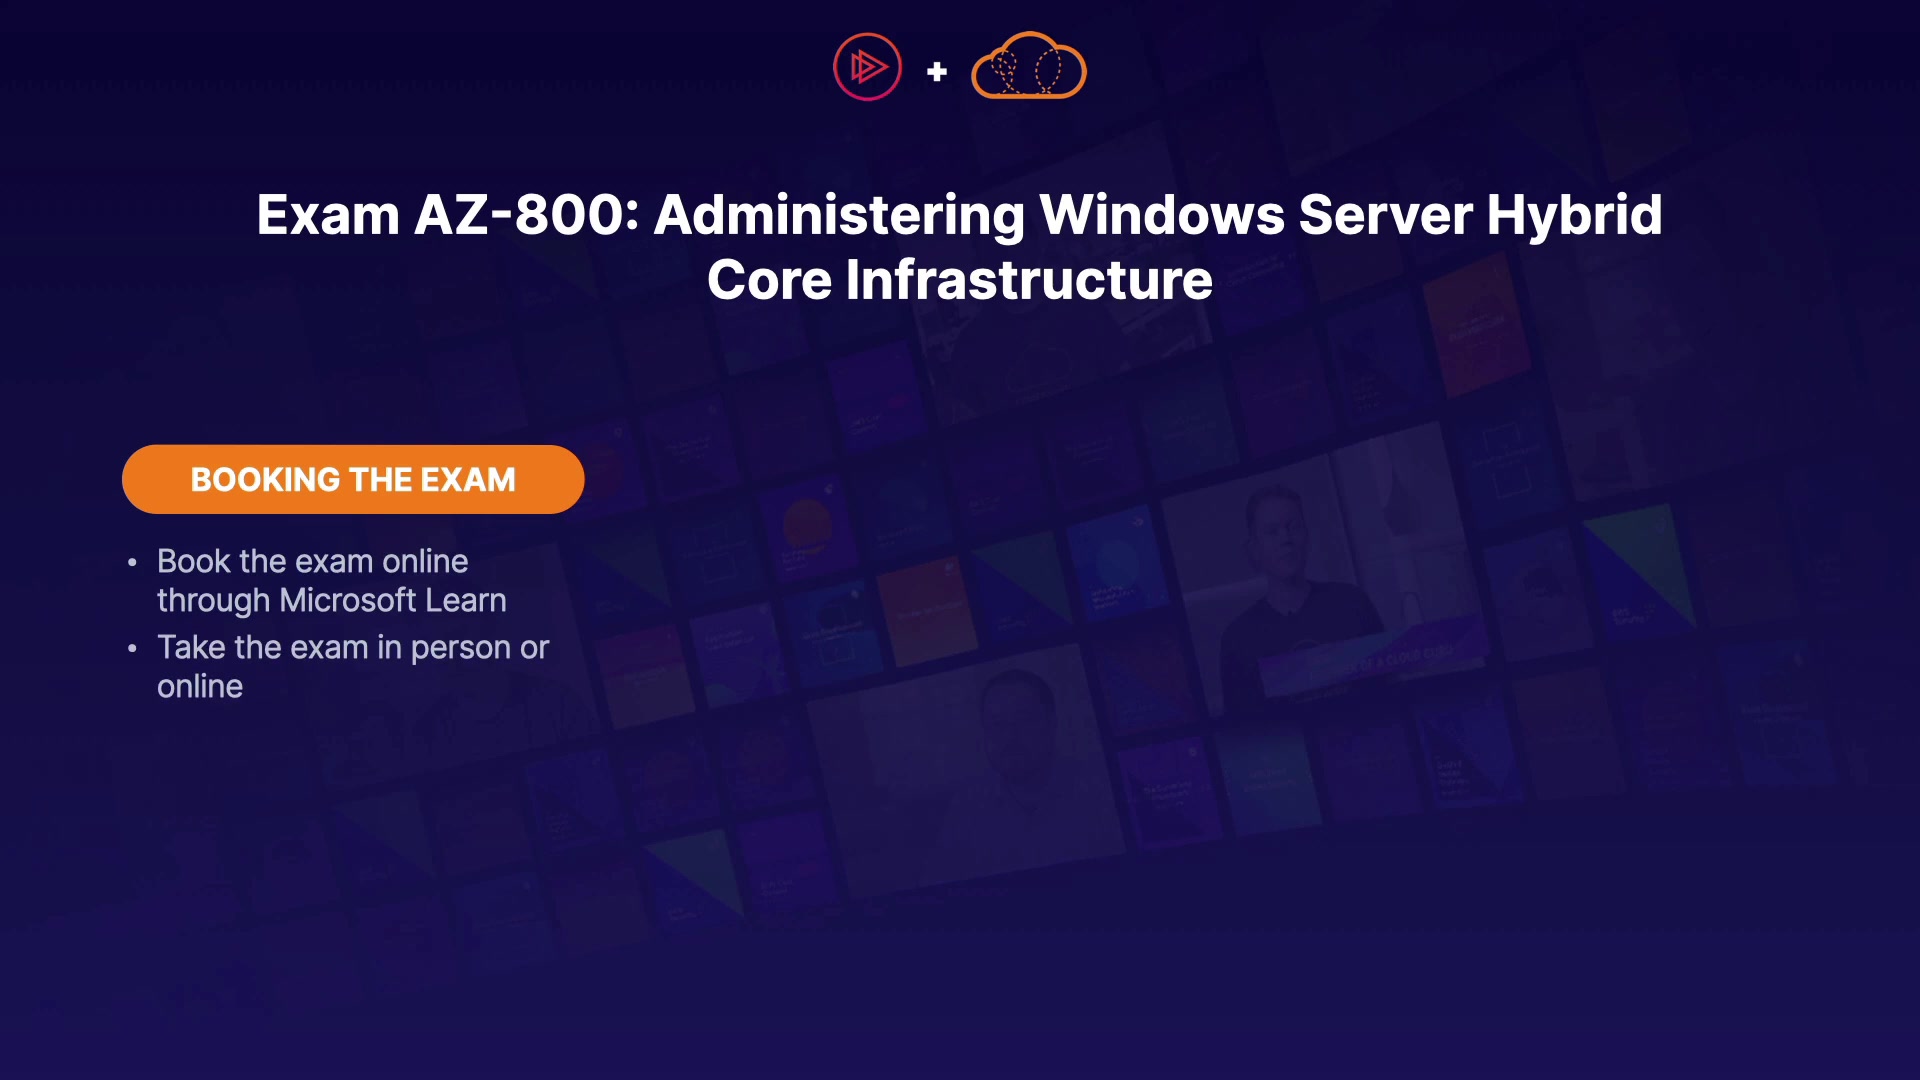 Exam AZ-800: Administering Windows Server Hybrid
Core Infrastructure
BOOKING THE EXAM
• Book the exam online
through Microsoft Learn
• Take the exam in person or
online